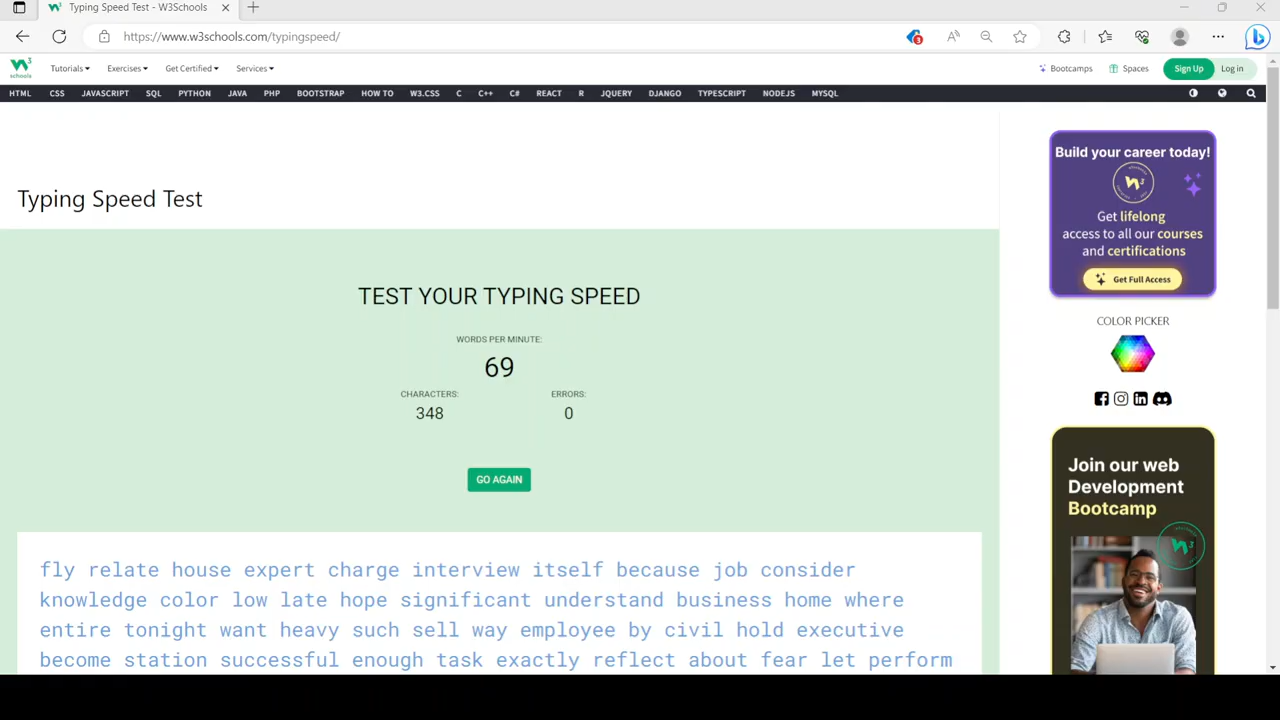 Typing Speed Test - W3Schools
https://www.w3schools.com/typingspeed/
3
schools
Tutorials Exercises Get Certified Services
Bootcamps Spaces Sign Up Log in
HTML CSS JAVASCRIPT SQL PYTHON JAVA PHP BOOTSTRAP HOW TO W3.CSS C C++ C# REACT R JQUERY DJANGO TYPESCRIPT NODEJS MYSQL
Typing Speed Test
TEST YOUR TYPING SPEED
WORDS PER MINUTE:
69
CHARACTERS: ERRORS:
348 0
GO AGAIN
fly relate house expert charge interview itself because job consider
knowledge color low late hope significant understand business home where
entire tonight want heavy such sell way employee by civil hold executive
become station successful enough task exactly reflect about fear let perform
Build your career today!
Get lifelong
access to all our courses
and certifications
Get Full Access
COLOR PICKER
Join our web
Development
Bootcamp